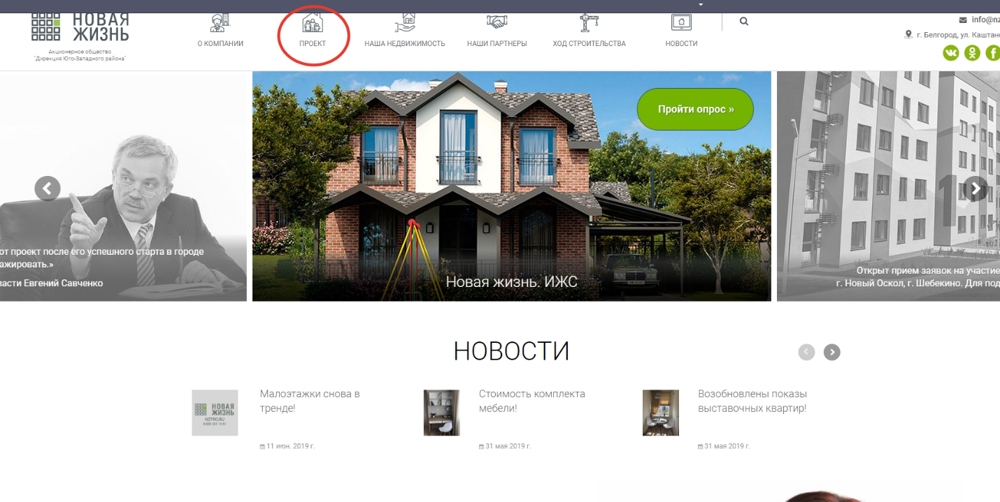 НОВАЯ
ЖИЗНЬ
Акционерное общество
"Дирекция Юго-Западного района"
О КОМПАНИИ
ПРОЕКТ
НАША НЕДВИЖИМОСТЬ
НАШИ ПАРТНЕРЫ
ХОД СТРОИТЕЛЬСТВА
НОВОСТИ
info@nz
г. Белгород, ул. Каштано
от проект после его успешного старта в городе
ажировать.»
ласти Евгений Савченко
Пройти опрос »
Новая жизнь. ИЖС
1
Открыт прием заявок на участие
г. Новый Оскол, г. Шебекино. Для под
НОВОСТИ
НОВАЯ
ЖИЗНЬ
NZPRO.RU
Малоэтажки снова в
тренде!
11 июн. 2019 г.
Стоимость комплекта
мебели!
31 мая 2019 г.
Возобновлены показы
выставочных квартир!
31 мая 2019 г.